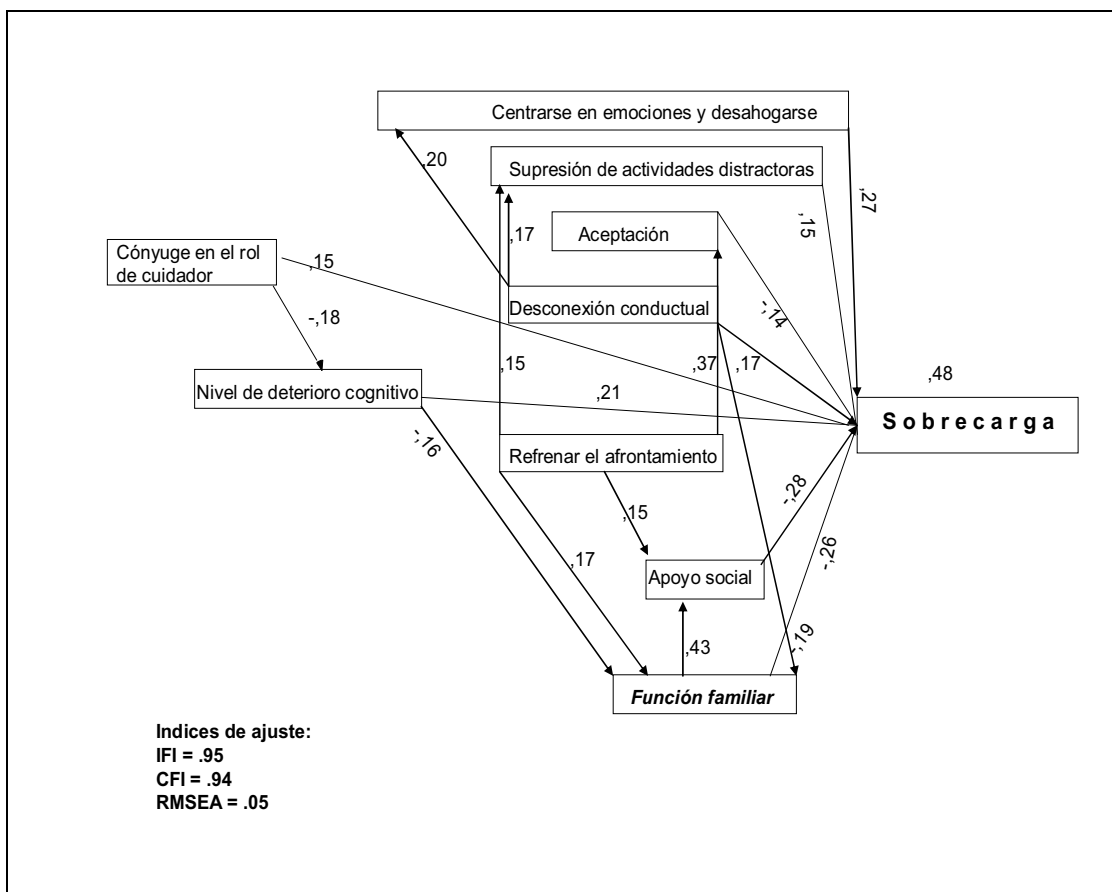 Centrarse en emociones y desahogarse
,20
Supresión de actividades distractoras
,27
,15
,17
Aceptación
Cónyuge en el rol
de cuidador
,15
Desconexión conductual
-,14
-,18
,15
,37
,17
,48
Nivel de deterioro cognitivo
,21
Sobrecarga
-,16
Refrenar el afrontamiento
-,28
,15
-,26
,17
Apoyo social
-,19
,43
Función familiar
Indices de ajuste:
IFI = .95
CFI = .94
RMSEA = .05